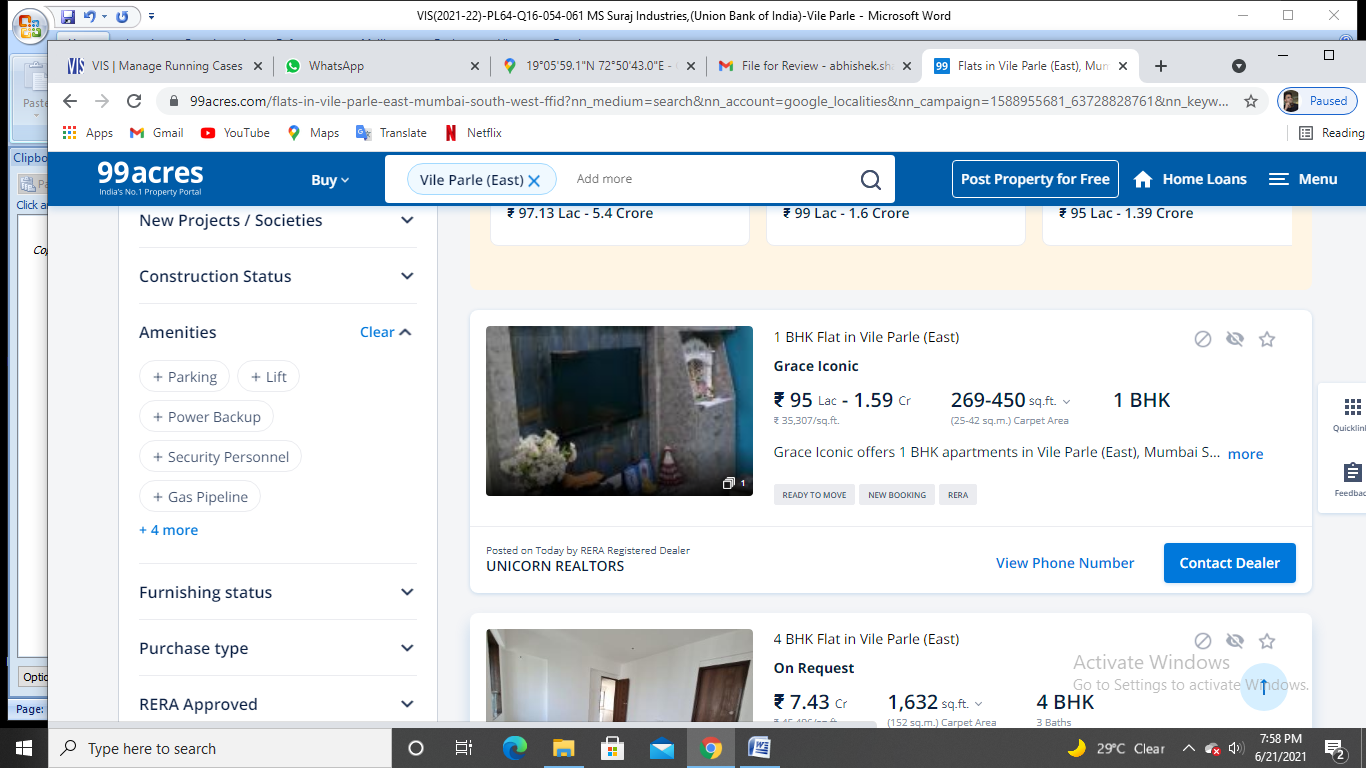 VIS(2021-22)-PL64-Q16-054-061 MS Suraj Industries,(Union Bank of India)-Vile Parle - Microsoft Word
Paste
Clipbo
Click a
Optio
Page:
VIS | Manage Running Cases
WhatsApp
19°05'59.1"N 72°50'43.0"E -
File for Review - abhishek.sha
99
Flats in Vile Parle (East), Mum
99acres.com/flats-in-vile-parle-east-mumbai-south-west-ffid?nn_medium=search&nn_account=google_localities&nn_campaign=1588955681_63728828761&nn_keyw...
Paused
Apps
Gmail
YouTube
Maps
Translate
Netflix
Reading
99acres
India's No.1 Property Portal
Buy
Vile Parle (East)
Add more
Post Property for Free
Home Loans
Menu
New Projects / Societies
Construction Status
Amenities
Clear
+ Parking
+ Lift
+ Power Backup
+ Security Personnel
+ Gas Pipeline
+ 4 more
Furnishing status
Purchase type
RERA Approved
₹ 97.13 Lac - 5.4 Crore
₹ 99 Lac - 1.6 Crore
₹ 95 Lac - 1.39 Crore
1
1 BHK Flat in Vile Parle (East)
Grace Iconic
₹ 95 Lac - 1.59 Cr
269-450 sq.ft.
1 BHK
₹ 35,307/sq.ft.
(25-42 sq.m.) Carpet Area
Grace Iconic offers 1 BHK apartments in Vile Parle (East), Mumbai S... more
READY TO MOVE
NEW BOOKING
RERA
Posted on Today by RERA Registered Dealer
UNICORN REALTORS
View Phone Number
Contact Dealer
4 BHK Flat in Vile Parle (East)
On Request
₹ 7.43 Cr
1,632 sq.ft.
4 BHK
(152 sq.m.) Carpet Area
3 Baths
Quicklin
Feedbac
Activate Windows
Go to Settings to activate Windows.
Type here to search
29°C Clear
7:58 PM
6/21/2021
2